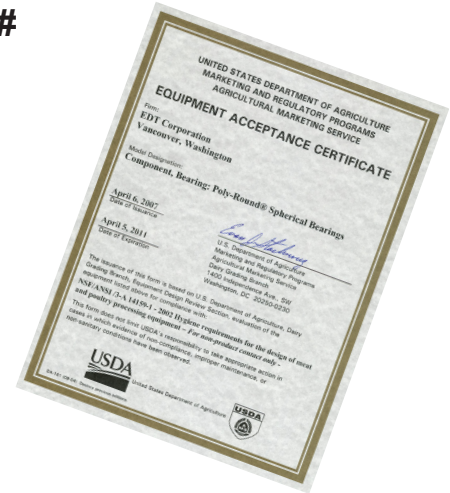 #
UNITED STATES DEPARTMENT OF AGRICULTURE
MARKETING AND REGULATORY PROGRAMS
AGRICULTURAL MARKETING SERVICE
EQUIPMENT ACCEPTANCE CERTIFICATE
Firm:
EDT Corporation
Vancouver, Washington
Model Designation:
Component, Bearing: Poly-Round® Spherical Bearings
April 6, 2007
Date of Issuance
April 5, 2011
Date of Expiration
U.S. Department of Agriculture
Marketing and Regulatory Programs
Agricultural Marketing Service
Dairy Grading Branch
1400 Independence Ave., SW
Washington, DC 20250-0230
The issuance of this form is based on U.S. Department of Agriculture, Dairy
Grading Branch, Equipment Design Review Section, evaluation of the
equipment listed above for compliance with:
NSF/ANSI /3-A 14159-1 - 2002 Hygiene requirements for the design of meat
and poultry processing equipment - For non-product contact only -
This form does not limit USDA's responsibility to take appropriate action in
cases in which evidence of non-compliance, improper maintenance, or
non-sanitary conditions have been observed.
USDA
United States Department of Agriculture
USDA